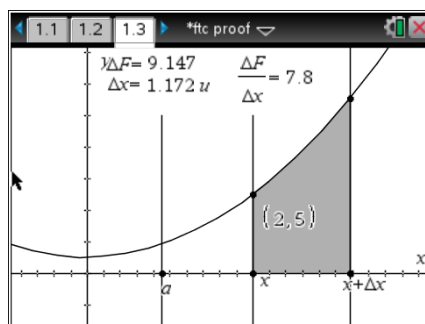 1.1 1.2 1.3 *ftc proof
y ΔF= 9.147
Δx= 1.172 u
ΔF/Δx = 7.8
(2,5)
x
a x x+Δx